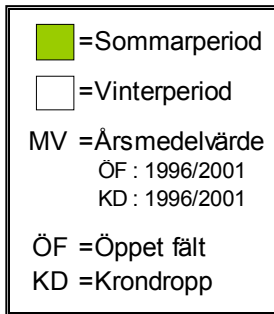 =Sommarperiod
=Vinterperiod
MV =Årsmedelvärde
ÖF : 1996/2001
KD : 1996/2001
ÖF =Öppet fält
KD =Krondropp